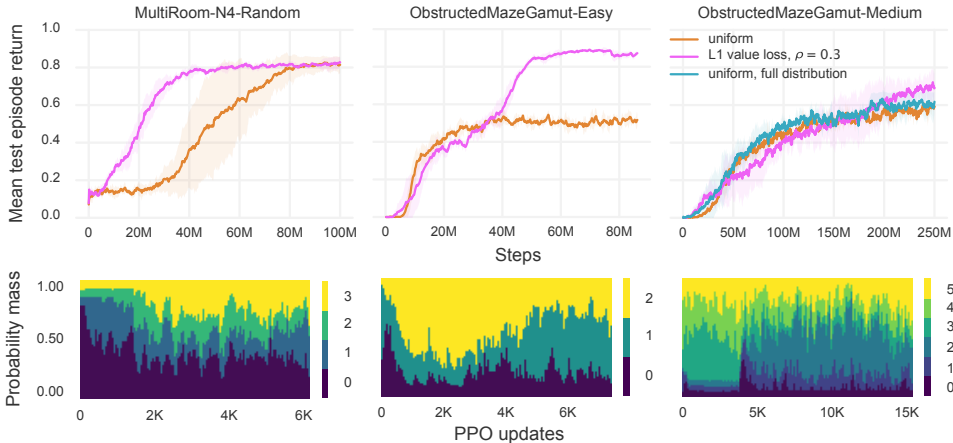 MultiRoom-N4-Random
ObstructedMazeGamut-Easy
ObstructedMazeGamut-Medium
Mean test episode return
1.0
0.8
0.6
0.4
0.2
0.0
uniform
L1 value loss, ρ = 0.3
uniform, full distribution
0 20M 40M 60M 80M 100M
0 20M 40M 60M 80M
0 50M 100M 150M 200M 250M
Steps
Probability mass
1.00
0.50
0.00
3
2
1
0
2
1
0
5
4
3
2
1
0
0 2K 4K 6K
0 2K 4K 6K
0 5K 10K 15K
PPO updates